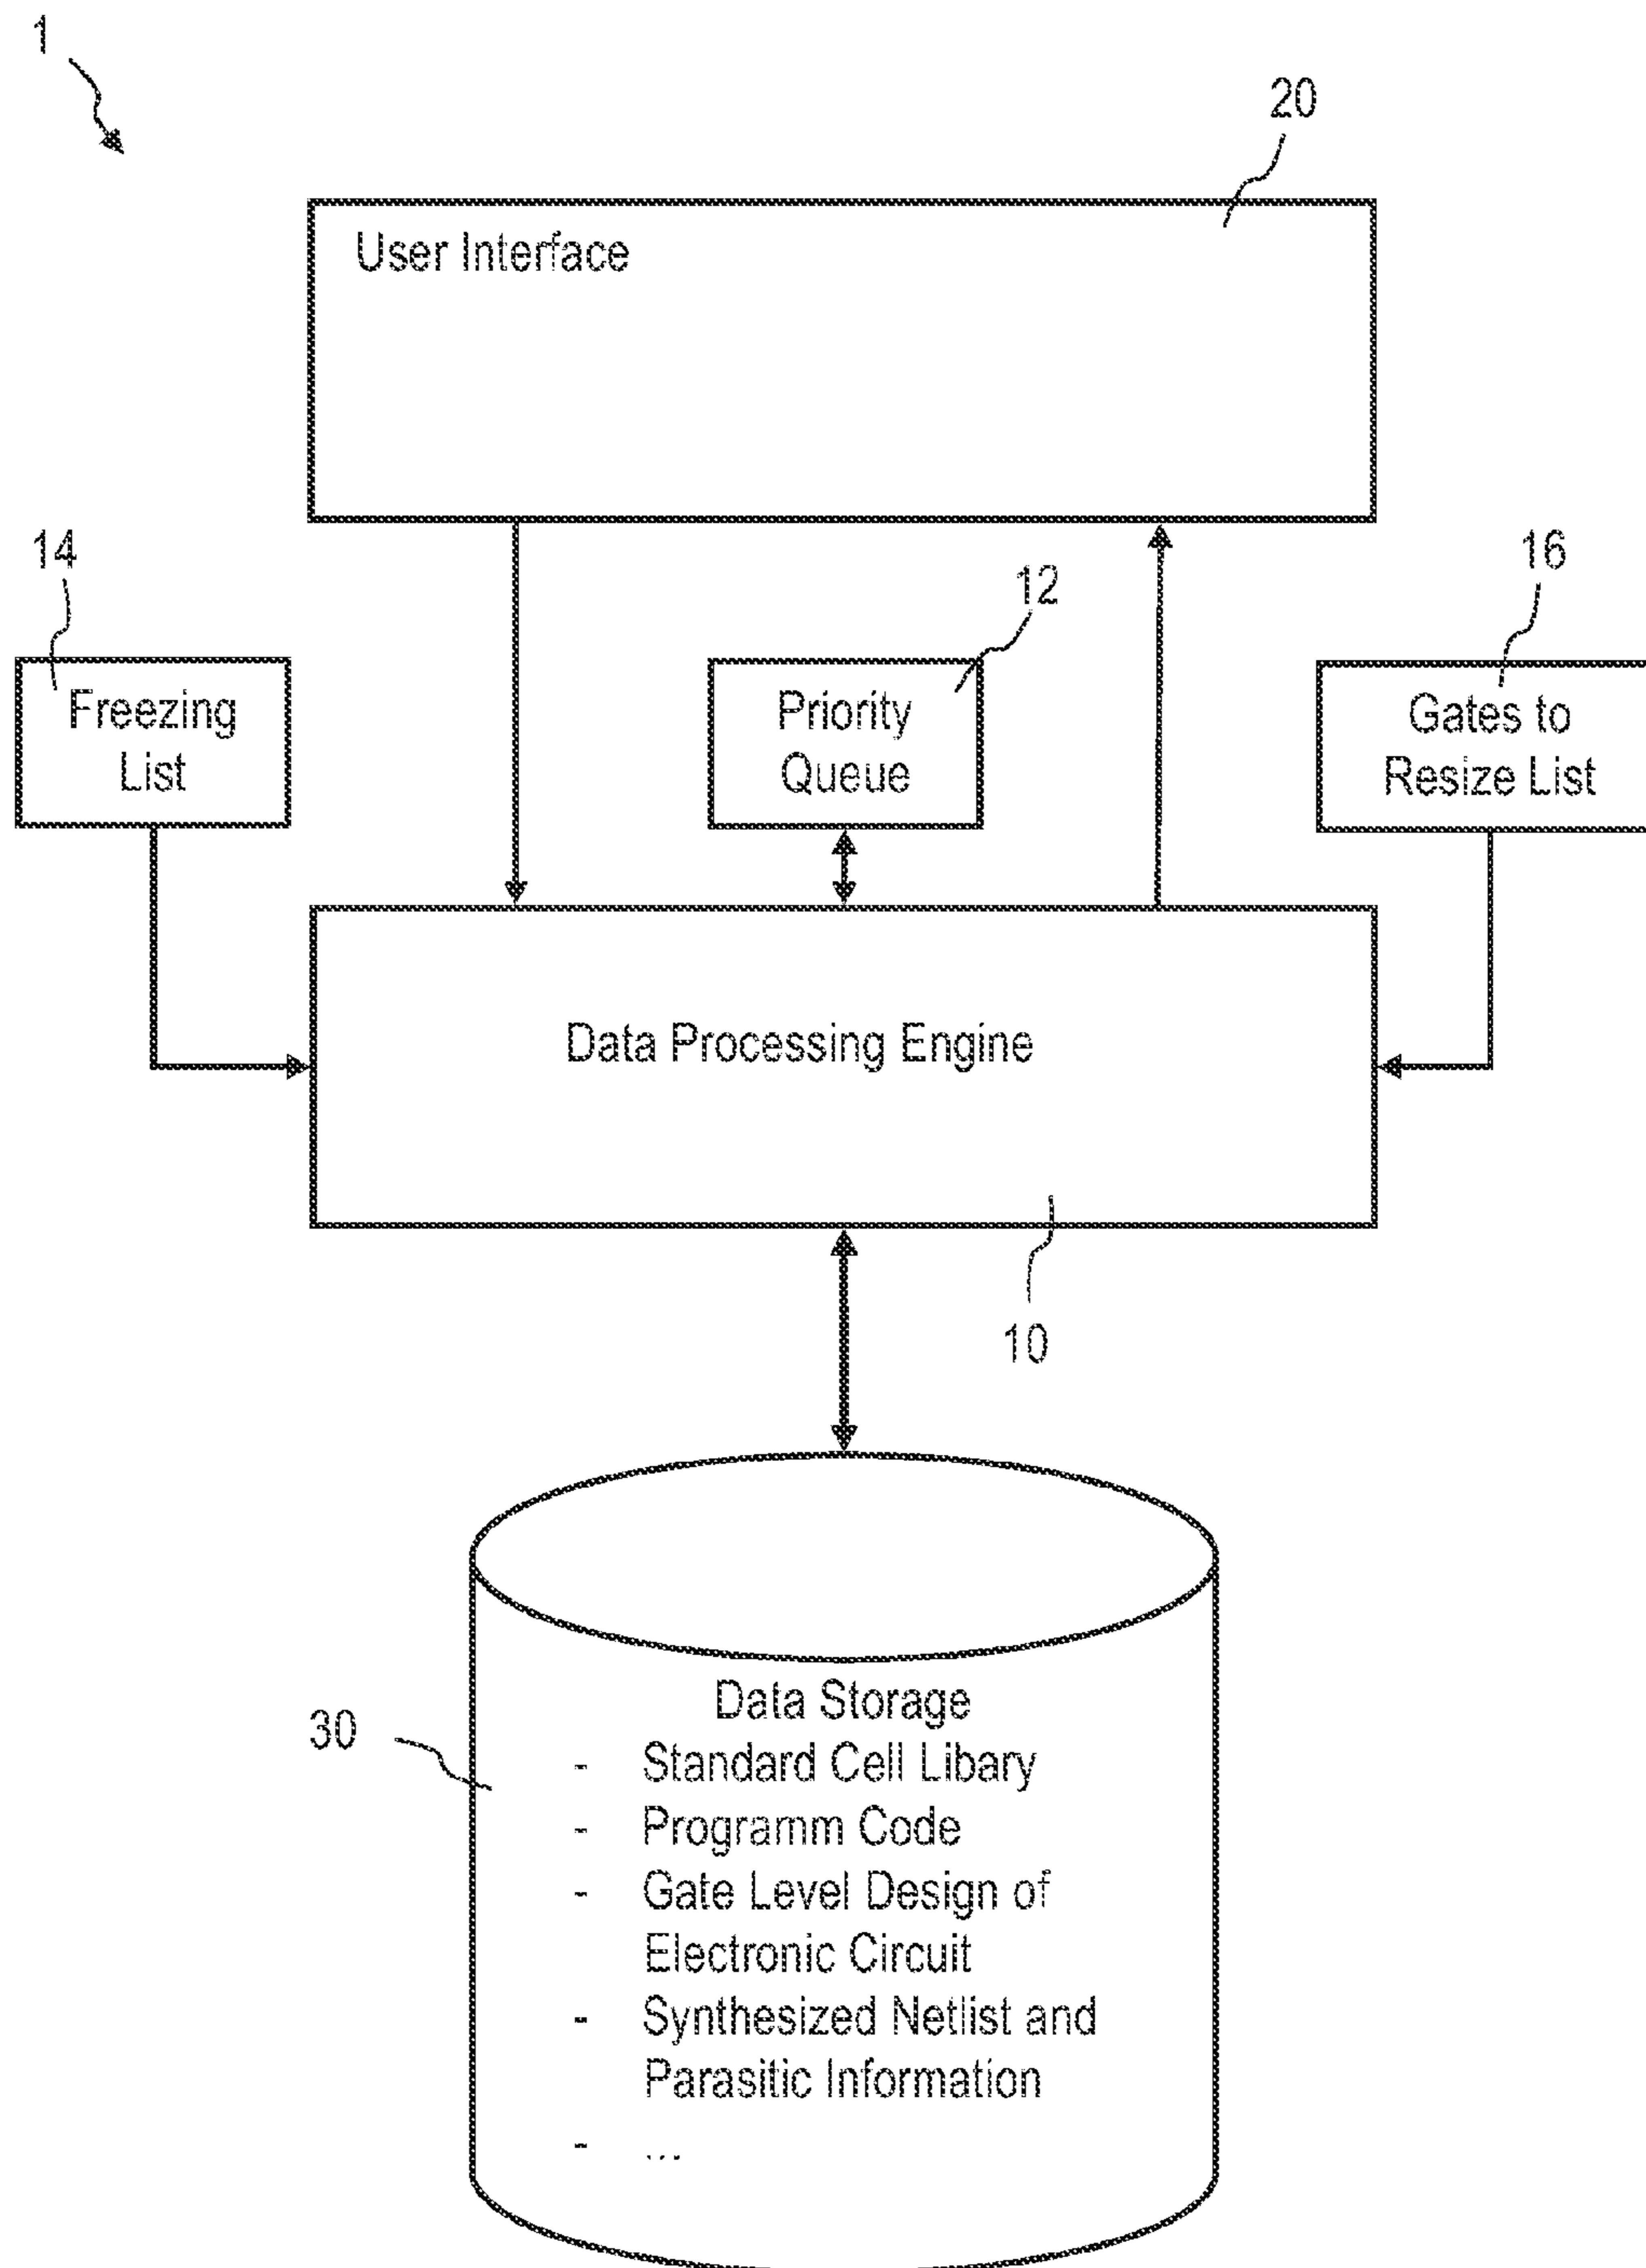 1
20
User Interface
14
12
16
Freezing
List
Priority
Queue
Gates to
Resize List
Data Processing Engine
10
Data Storage
30
- Standard Cell Libary
- Programm Code
- Gate Level Design of
Electronic Circuit
- Synthesized Netlist and
Parasitic Information
- ...